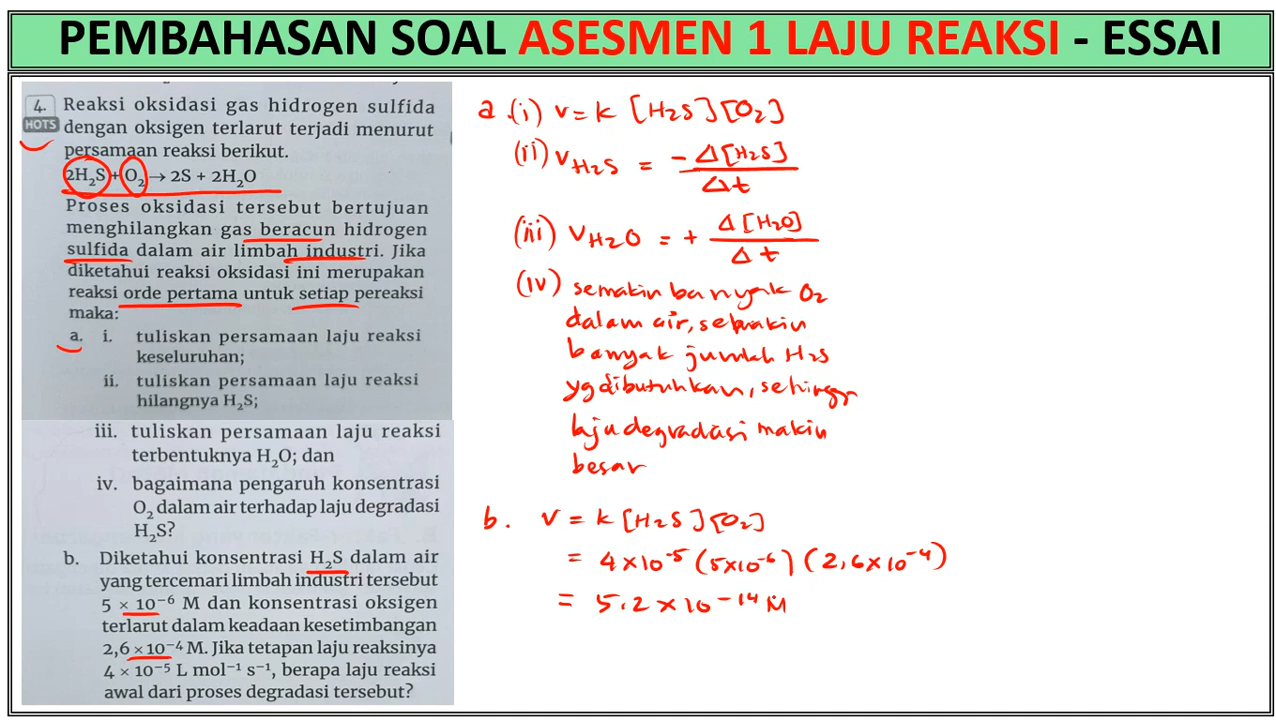 PEMBAHASAN SOAL ASESMEN 1 LAJU REAKSI - ESSAI
4. Reaksi oksidasi gas hidrogen sulfida
HOTS dengan oksigen terlarut terjadi menurut
persamaan reaksi berikut.
2H₂S + O₂ → 2S + 2H₂O
Proses oksidasi tersebut bertujuan
menghilangkan gas beracun hidrogen
sulfida dalam air limbah industri. Jika
diketahui reaksi oksidasi ini merupakan
reaksi orde pertama untuk setiap pereaksi
maka:
a. i. tuliskan persamaan laju reaksi
keseluruhan;
ii. tuliskan persamaan laju reaksi
hilangnya H₂S;
iii. tuliskan persamaan laju reaksi
terbentuknya H₂O; dan
iv. bagaimana pengaruh konsentrasi
O₂ dalam air terhadap laju degradasi
H₂S?
b. Diketahui konsentrasi H₂S dalam air
yang tercemari limbah industri tersebut
5 × 10⁻⁶ M dan konsentrasi oksigen
terlarut dalam keadaan kesetimbangan
2,6 × 10⁻⁴ M. Jika tetapan laju reaksinya
4 × 10⁻⁵ L mol⁻¹ s⁻¹, berapa laju reaksi
awal dari proses degradasi tersebut?
a.(i) v = k [H₂S][O₂]
(ii) v H₂S = - Δ[H₂S]
Δt
(iii) v H₂O = + Δ[H₂O]
Δt
(iv) semakin banyak O₂
dalam air, semakin
banyak jumlah H₂S
yg dibutuhkan, sehingga
laju degradasi makin
besar
b. v = k [H₂S][O₂]
= 4×10⁻⁵ (5×10⁻⁶) (2,6×10⁻⁴)
= 5.2 × 10⁻¹⁴ M